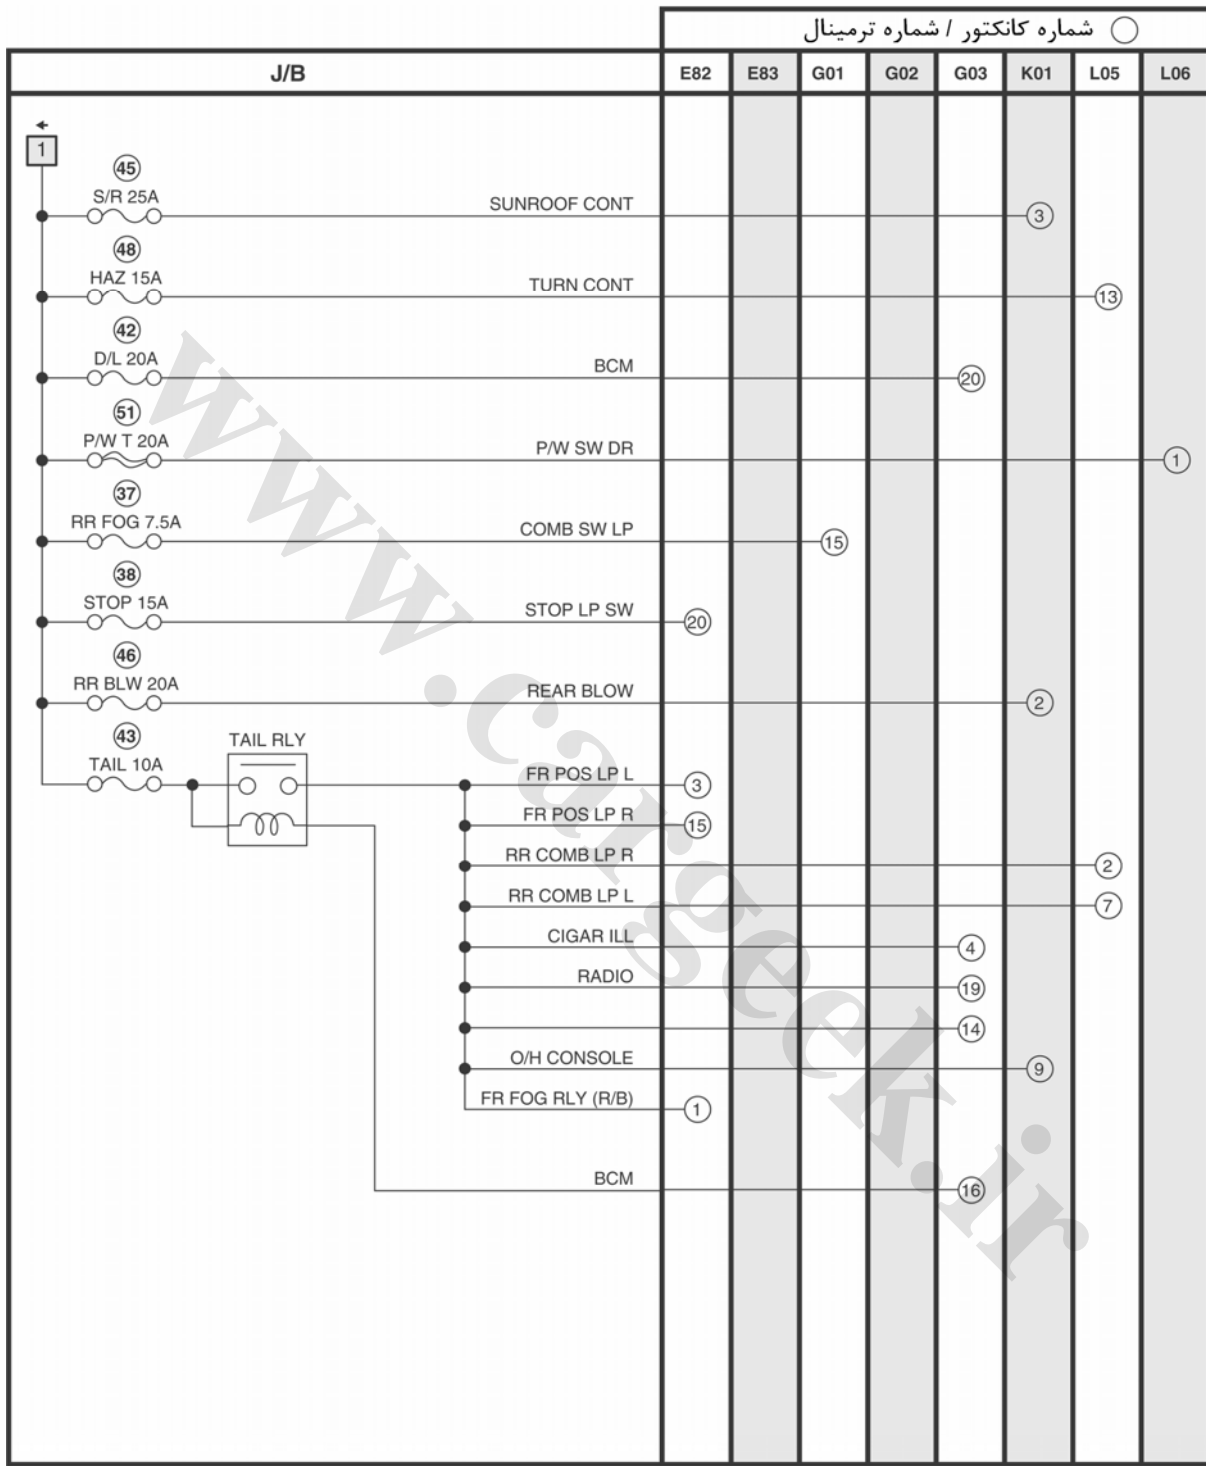 شماره کانکتور / شماره ترمینال
J/B E82 E83 G01 G02 G03 K01 L05 L06
1
45
S/R 25A SUNROOF CONT 3
48
HAZ 15A TURN CONT 13
42
D/L 20A BCM 20
51
P/W T 20A P/W SW DR 1
37
RR FOG 7.5A COMB SW LP 15
38
STOP 15A STOP LP SW 20
46
RR BLW 20A REAR BLOW 2
43
TAIL RLY
TAIL 10A FR POS LP L 3
FR POS LP R 15
RR COMB LP R 2
RR COMB LP L 7
CIGAR ILL 4
RADIO 19
14
O/H CONSOLE 9
FR FOG RLY (R/B) 1
BCM 16
www.cargeek.ir